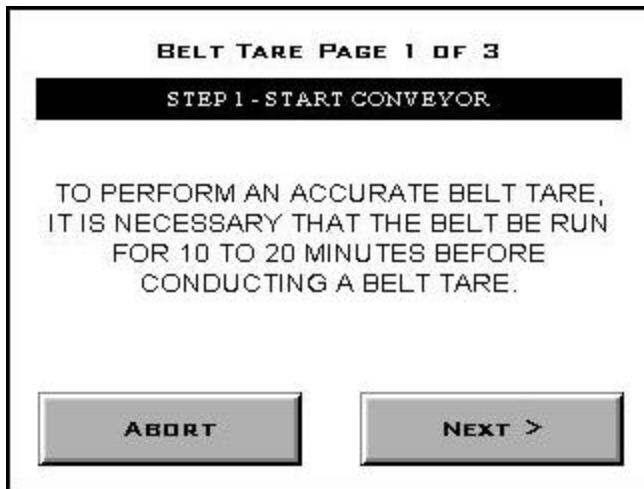 BELT TARE PAGE 1 OF 3
STEP 1 - START CONVEYOR
TO PERFORM AN ACCURATE BELT TARE,
IT IS NECESSARY THAT THE BELT BE RUN
FOR 10 TO 20 MINUTES BEFORE
CONDUCTING A BELT TARE.
ABORT
NEXT >